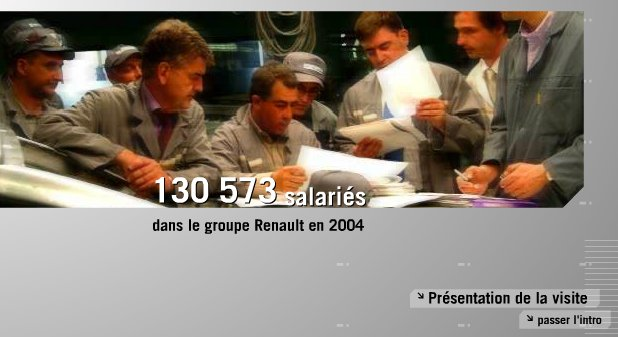 130 573 salariés
dans le groupe Renault en 2004
Présentation de la visite
passer l'intro